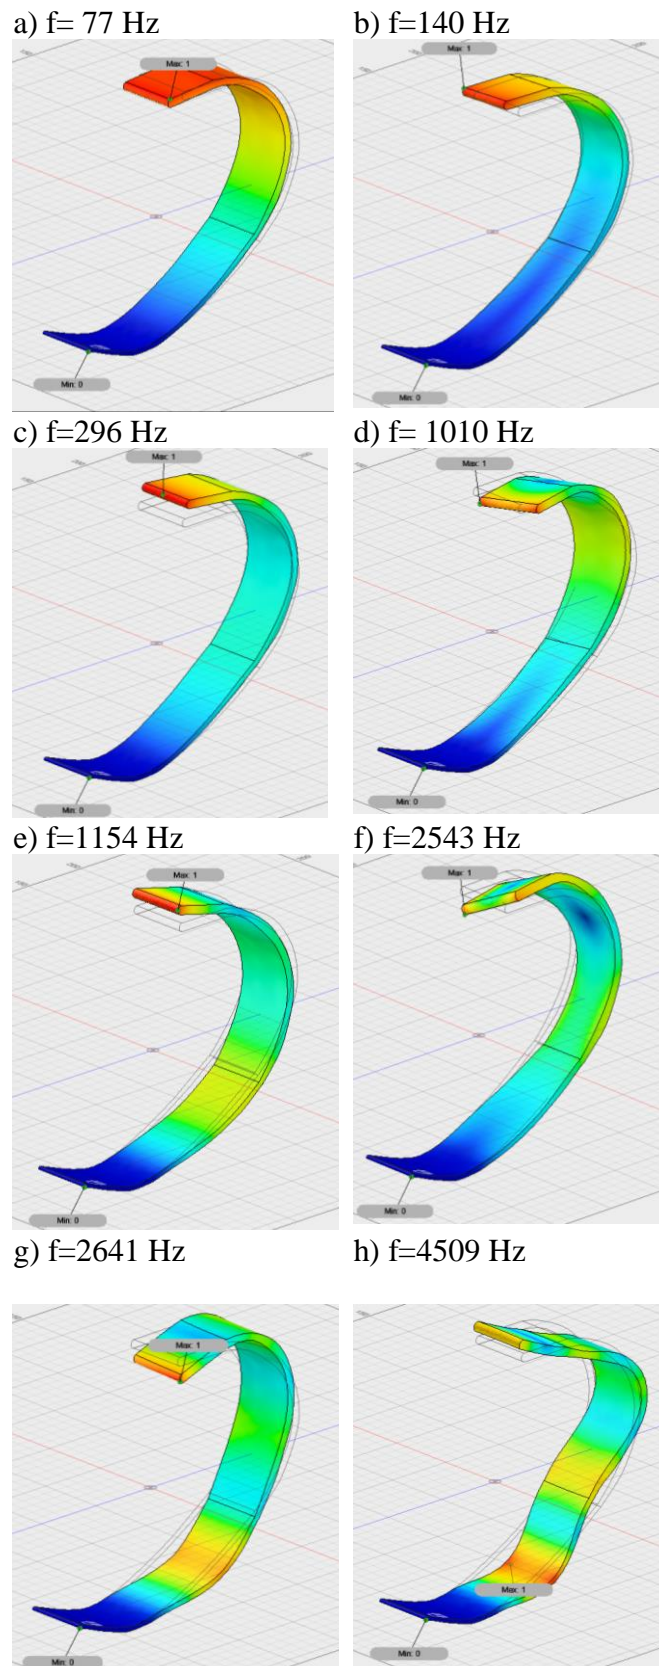 a) f= 77 Hz
b) f=140 Hz
Max: 1
Max: 1
Min: 0
Min: 0
c) f=296 Hz
d) f= 1010 Hz
Max: 1
Max: 1
Min: 0
Min: 0
e) f=1154 Hz
f) f=2543 Hz
Max: 1
Max: 1
Min: 0
Min: 0
g) f=2641 Hz
h) f=4509 Hz
Max: 1
Max: 1
Min: 0
Min: 0